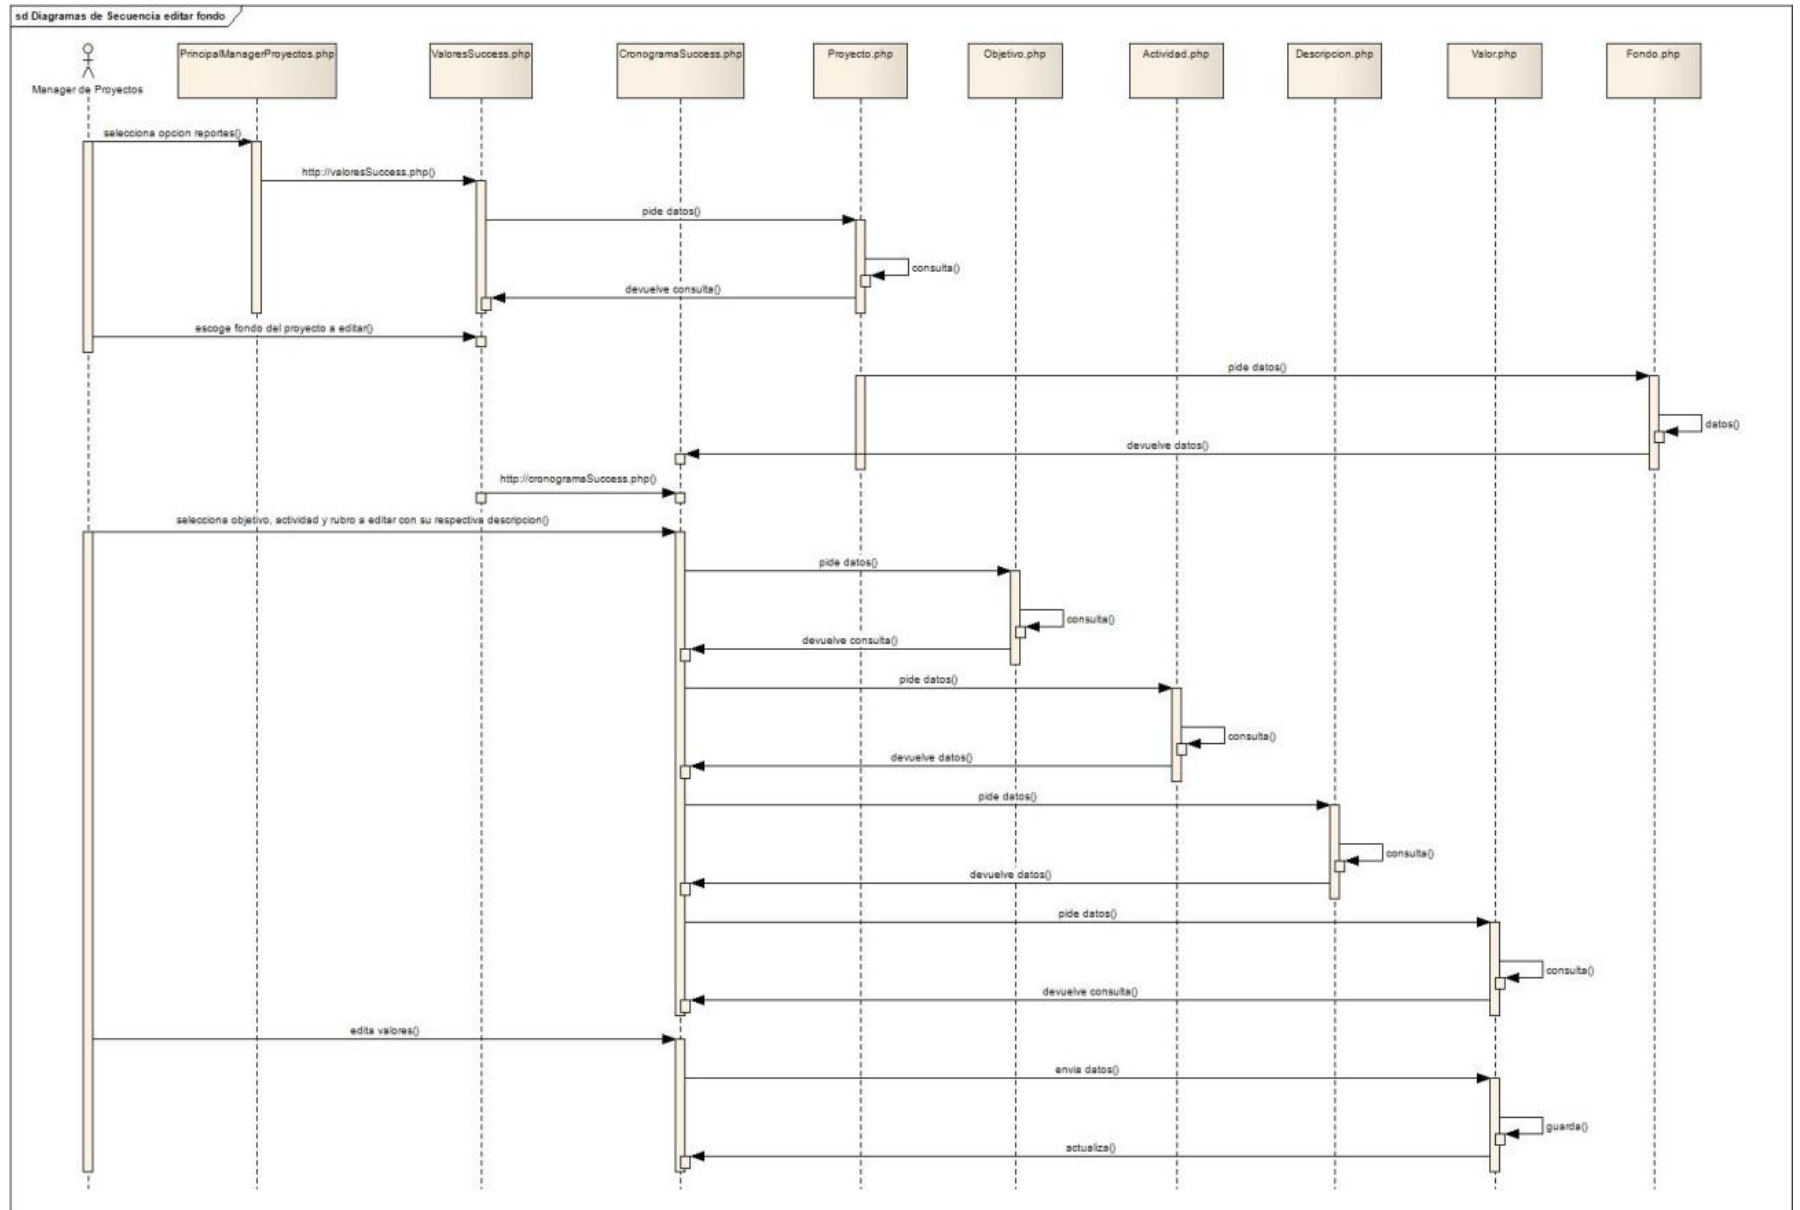 sd Diagramas de Secuencia editar fondo
Manager de Proyectos
PrincipalManagerProyectos.php
ValoresSuccess.php
CronogramaSuccess.php
Proyecto.php
Objetivo.php
Actividad.php
Descripcion.php
Valor.php
Fondo.php
selecciona opcion reportes()
http://valoresSuccess.php()
pide datos()
consulta()
devuelve consulta()
escoge fondo del proyecto a editar()
pide datos()
datos()
devuelve datos()
http://cronogramaSuccess.php()
selecciona objetivo, actividad y rubro a editar con su respectiva descripcion()
pide datos()
consulta()
devuelve consulta()
pide datos()
consulta()
devuelve datos()
pide datos()
consulta()
devuelve datos()
pide datos()
consulta()
devuelve consulta()
edita valores()
envia datos()
guarda()
actualiza()